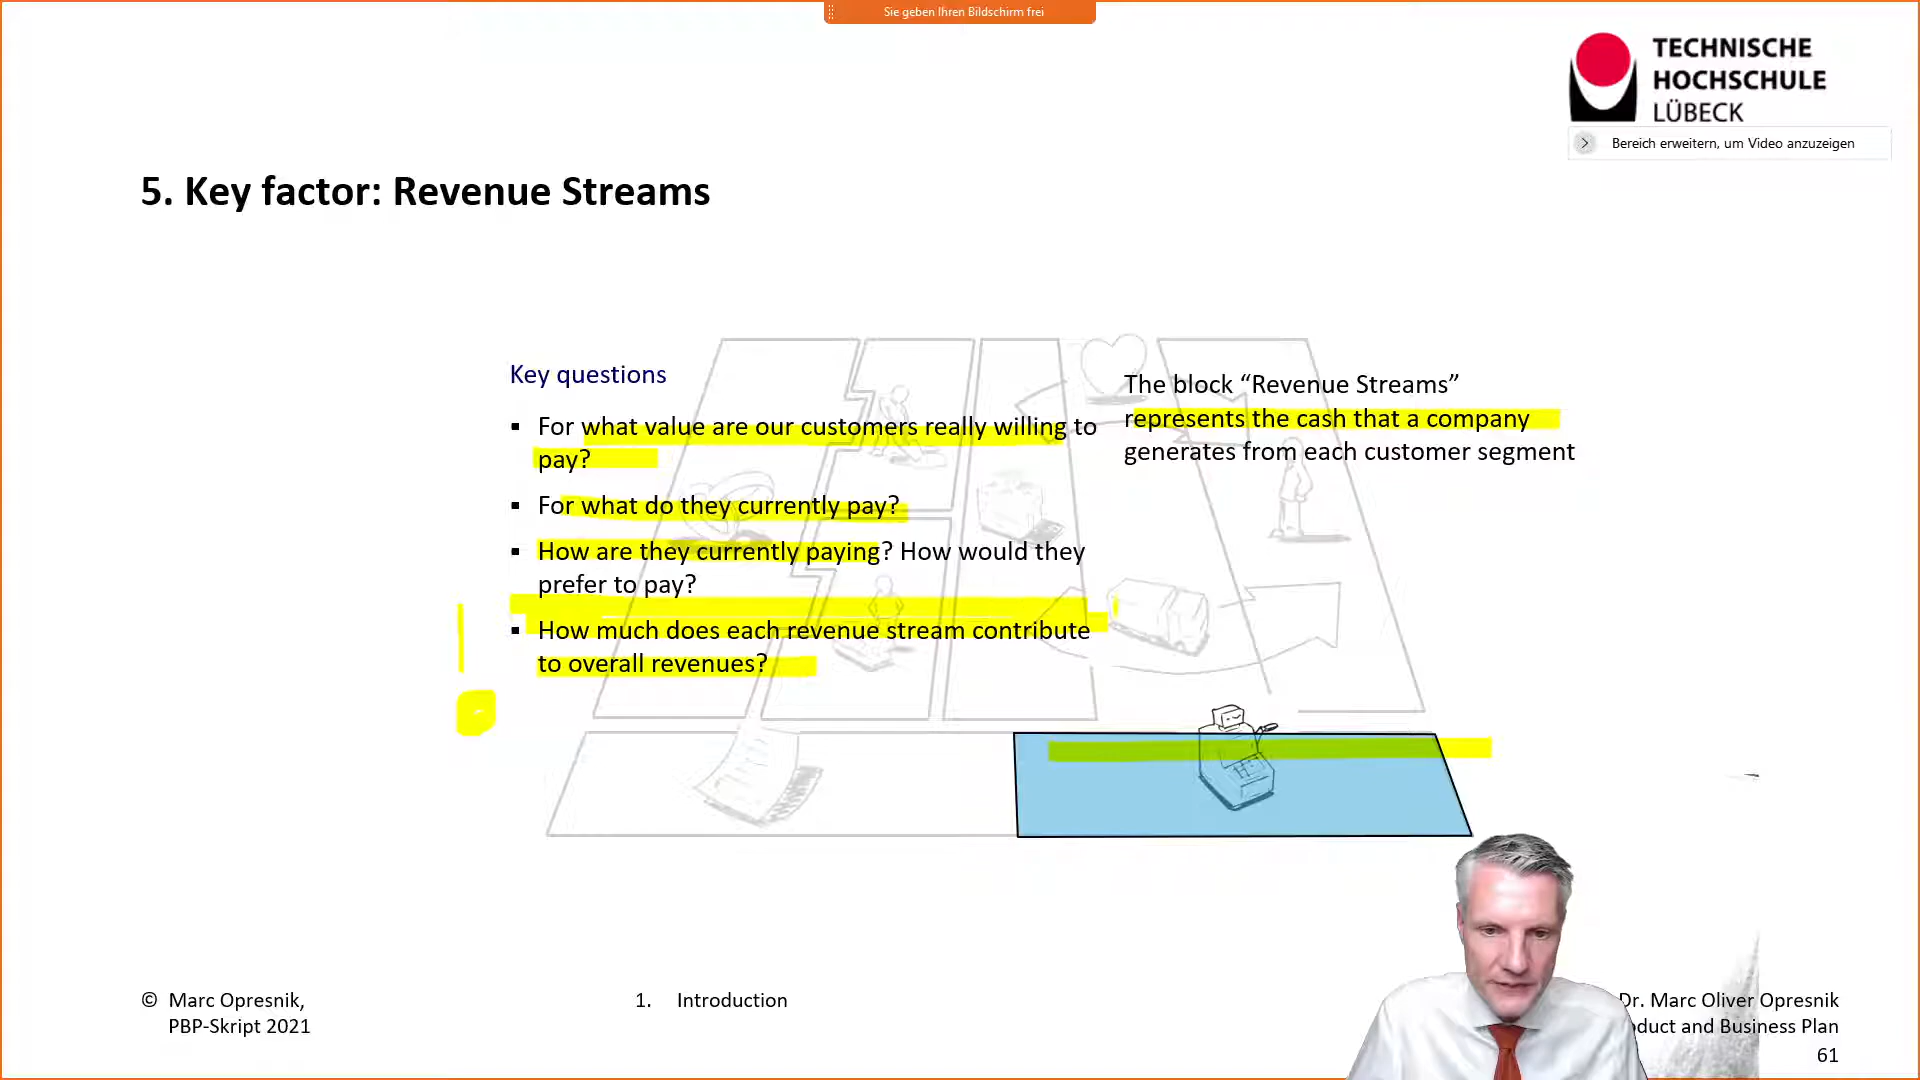 Sie geben Ihren Bildschirm frei
TECHNISCHE
HOCHSCHULE
LÜBECK
Bereich erweitern, um Video anzuzeigen
5. Key factor: Revenue Streams
Key questions
▪ For what value are our customers really willing to
pay?
▪ For what do they currently pay?
▪ How are they currently paying? How would they
prefer to pay?
▪ How much does each revenue stream contribute
to overall revenues?
The block “Revenue Streams”
represents the cash that a company
generates from each customer segment
© Marc Opresnik,
PBP-Skript 2021
1. Introduction
Dr. Marc Oliver Opresnik
and Business Plan
61